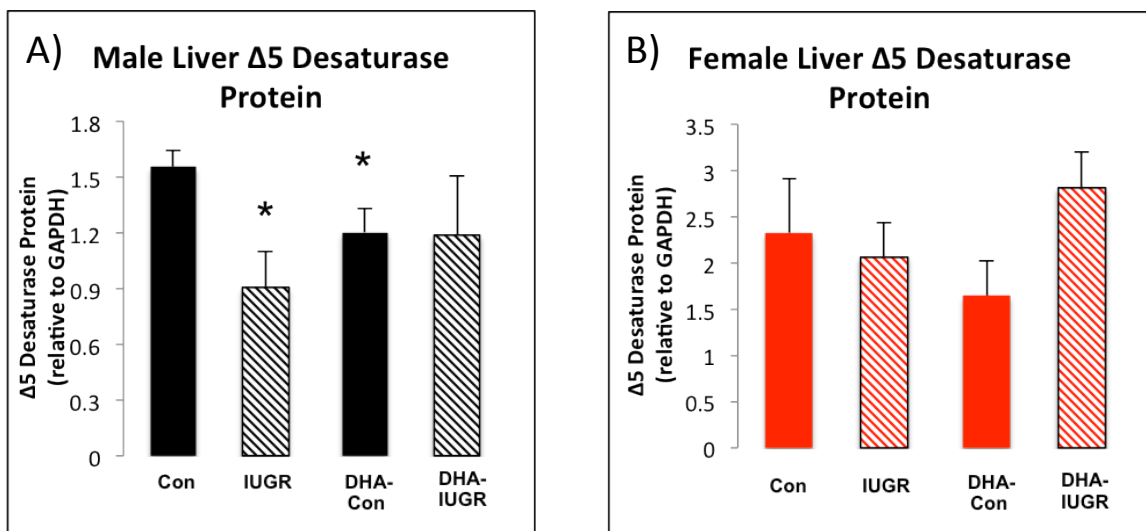 A)
Male Liver Δ5 Desaturase
Protein
Δ5 Desaturase Protein
(relative to GAPDH)
1.8
1.5
1.2
0.9
0.6
0.3
0
*
*
Con
IUGR
DHA-
Con
DHA-
IUGR
B)
Female Liver Δ5 Desaturase
Protein
Δ5 Desaturase Protein
(relative to GAPDH)
3.5
3
2.5
2
1.5
1
0.5
0
Con
IUGR
DHA-
Con
DHA-
IUGR